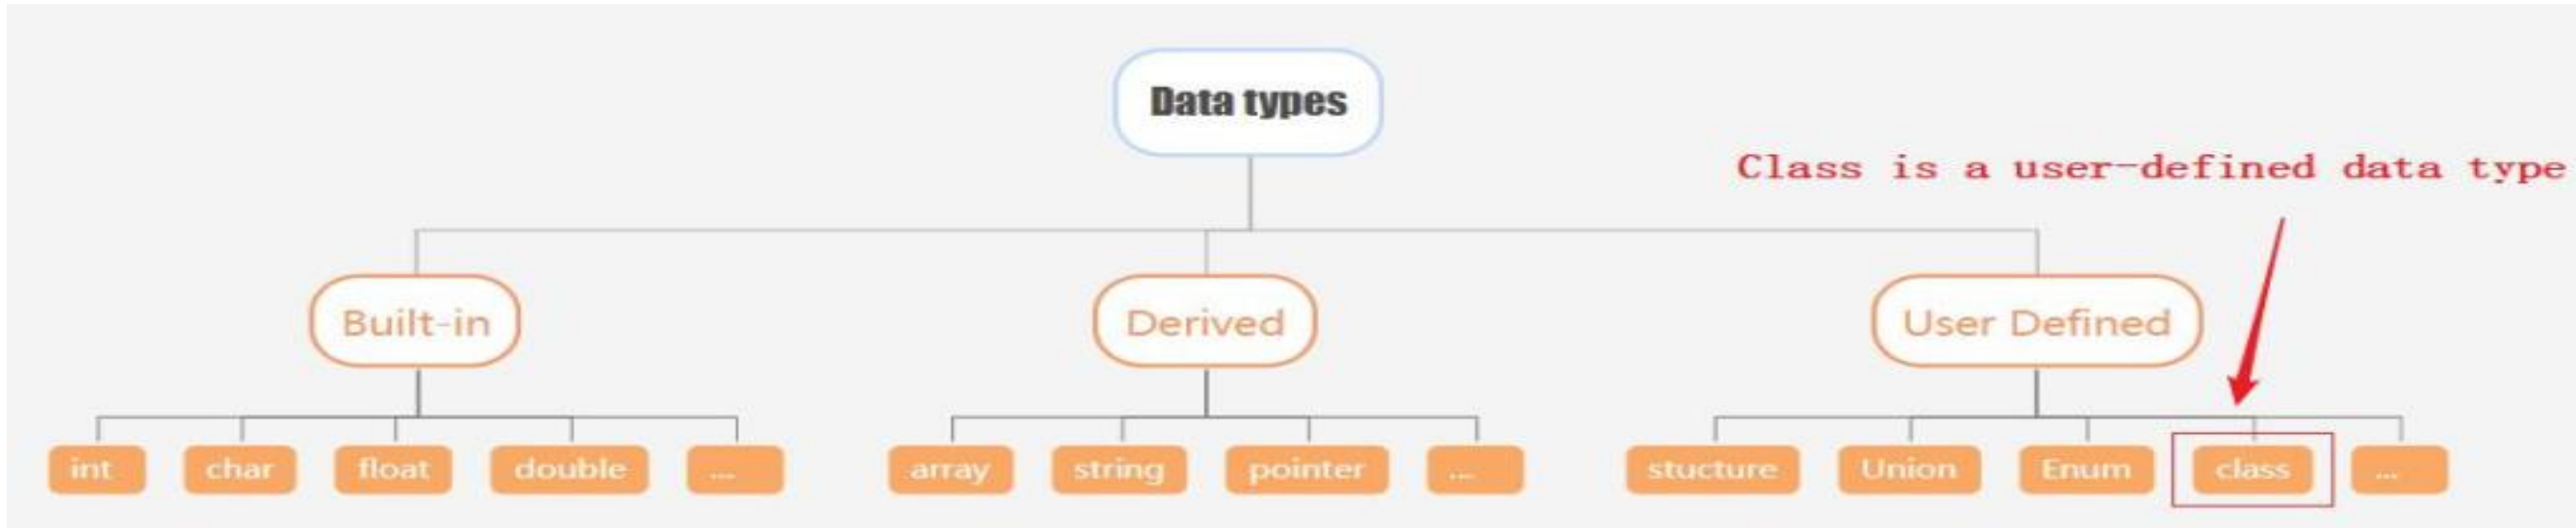 Data types
Class is a user-defined data type
Built-in
Derived
User Defined
int
char
float
double
...
array
string
pointer
...
stucture
Union
Enum
class
...